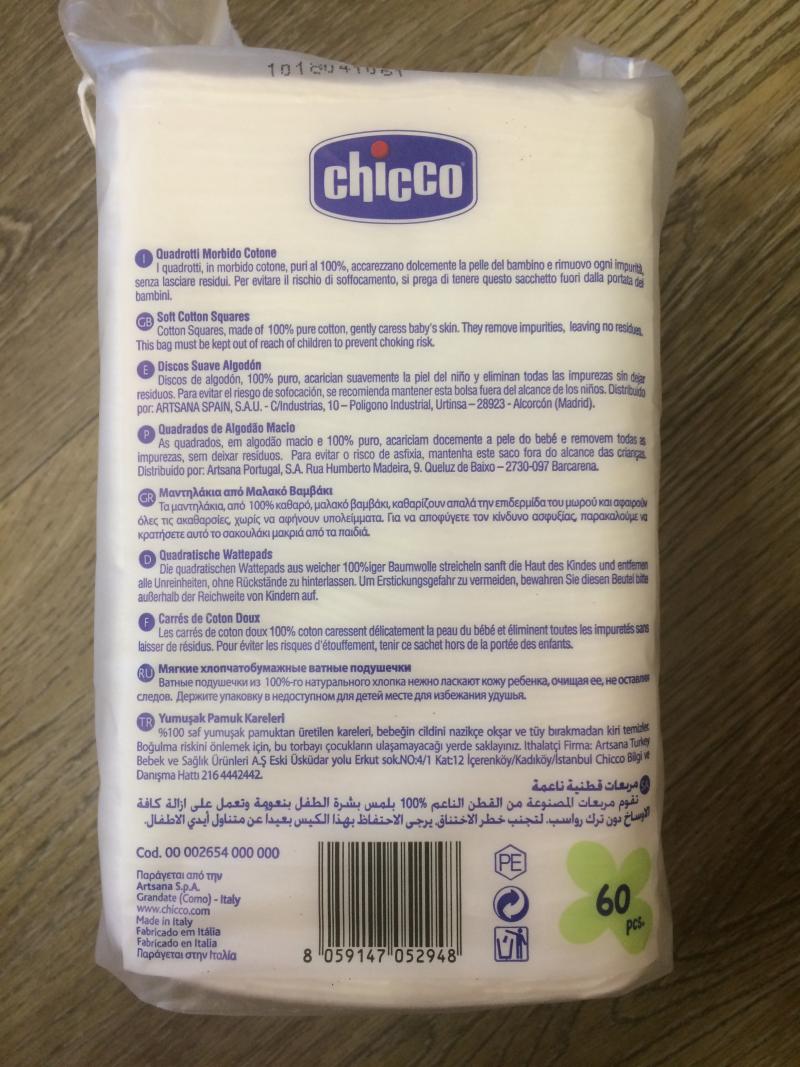 chicco
I Quadrotti Morbido Cotone
I quadrotti, in morbido cotone, puri al 100%, accarezzano dolcemente la pelle del bambino e rimuovo ogni impurità,
senza lasciare residui. Per evitare il rischio di soffocamento, si prega di tenere questo sacchetto fuori dalla portata dei
bambini.
GB Soft Cotton Squares
Cotton Squares, made of 100% pure cotton, gently caress baby's skin. They remove impurities, leaving no residues.
This bag must be kept out of reach of children to prevent choking risk.
E Discos Suave Algodón
Discos de algodón, 100% puro, acarician suavemente la piel del niño y eliminan todas las impurezas sin dejar
residuos. Para evitar el riesgo de sofocación, se recomienda mantener esta bolsa fuera del alcance de los niños. Distribuido
por: ARTSANA SPAIN, S.A.U. - C/Industrias, 10 – Poligono Industrial, Urtinsa – 28923 - Alcorcón (Madrid).
P Quadrados de Algodão Macio
As quadrados, em algodão macio e 100% puro, acariciam docemente a pele do bebé e removem todas as
impurezas, sem deixar resíduos. Para evitar o risco de asfixia, mantenha este saco fora do alcance das crianças.
Distribuido por: Artsana Portugal, S.A. Rua Humberto Madeira, 9. Queluz de Baixo – 2730-097 Barcarena.
GR Μαντηλάκια από Μαλακό Βαμβάκι
Τα μαντηλάκια, από 100% καθαρό, μαλακό βαμβάκι, καθαρίζουν απαλά την επιδερμίδα του μωρού και αφαιρούν
όλες τις ακαθαρσίες, χωρίς να αφήνουν υπολείμματα. Για να αποφύγετε τον κίνδυνο ασφυξίας, παρακαλούμε να
κρατήσετε αυτό το σακουλάκι μακριά από τα παιδιά.
D Quadratische Wattepads
Die quadratischen Wattepads aus weicher 100%iger Baumwolle streicheln sanft die Haut des Kindes und entfernen
alle Unreinheiten, ohne Rückstände zu hinterlassen. Um Erstickungsgefahr zu vermeiden, bewahren Sie diesen Beutel bitte
außerhalb der Reichweite von Kindern auf.
F Carrés de Coton Doux
Les carrés de coton doux 100% coton caressent délicatement la peau du bébé et éliminent toutes les impuretés sans
laisser de résidus. Pour éviter les risques d'étouffement, tenir ce sachet hors de la portée des enfants.
RU Мягкие хлопчатобумажные ватные подушечки
Ватные подушечки из 100%-го натурального хлопка нежно ласкают кожу ребенка, очищая ее, не оставляя
следов. Держите упаковку в недоступном для детей месте для избежания удушья.
TR Yumuşak Pamuk Kareleri
%100 saf yumuşak pamuktan üretilen kareleri, bebeğin cildini nazikçe okşar ve tüy bırakmadan kiri temizler.
Boğulma riskini önlemek için, bu torbayı çocukların ulaşamayacağı yerde saklayınız. Ithalatçi Firma: Artsana Turkey
Bebek ve Sağlık Ürünleri A.Ş Eski Üsküdar yolu Erkut sok.NO:4/1 Kat:12 İçerenköy/Kadıköy/İstanbul Chicco Bilgi ve
Danışma Hattı 216 4442442.
مربعات قطنية ناعمة
تقوم مربعات المصنوعة من القطن الناعم 100% بلمس بشرة الطفل بنعومة وتعمل على ازالة كافة
الاوساخ دون ترك رواسب. لتجنب خطر الاختناق. يرجى الاحتفاظ بهذا الكيس بعيدا عن متناول أيدي الاطفال.
Cod. 00 002654 000 000
Παράγεται από την
Artsana S.p.A.
Grandate (Como) - Italy
www.chicco.com
Made in Italy
Fabricado em Itália
Fabricado en Italia
Παράγεται στην Ιταλία
8 059147 052948
PE
60
pcs.